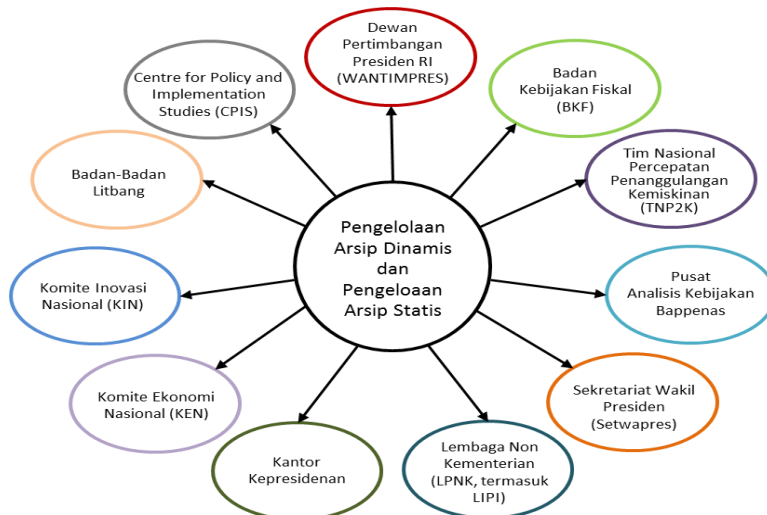 Dewan
Pertimbangan
Presiden RI
(WANTIMPRES)
Centre for Policy and
Implementation
Studies (CPIS)
Badan
Kebijakan Fiskal
(BKF)
Badan-Badan
Litbang
Tim Nasional
Percepatan
Penanggulangan
Kemiskinan
(TNP2K)
Pengelolaan
Arsip Dinamis
dan
Pengeloaan
Arsip Statis
Komite Inovasi
Nasional (KIN)
Pusat
Analisis Kebijakan
Bappenas
Komite Ekonomi
Nasional (KEN)
Sekretariat Wakil
Presiden
(Setwapres)
Kantor
Kepresidenan
Lembaga Non
Kementerian
(LPNK, termasuk
LIPI)